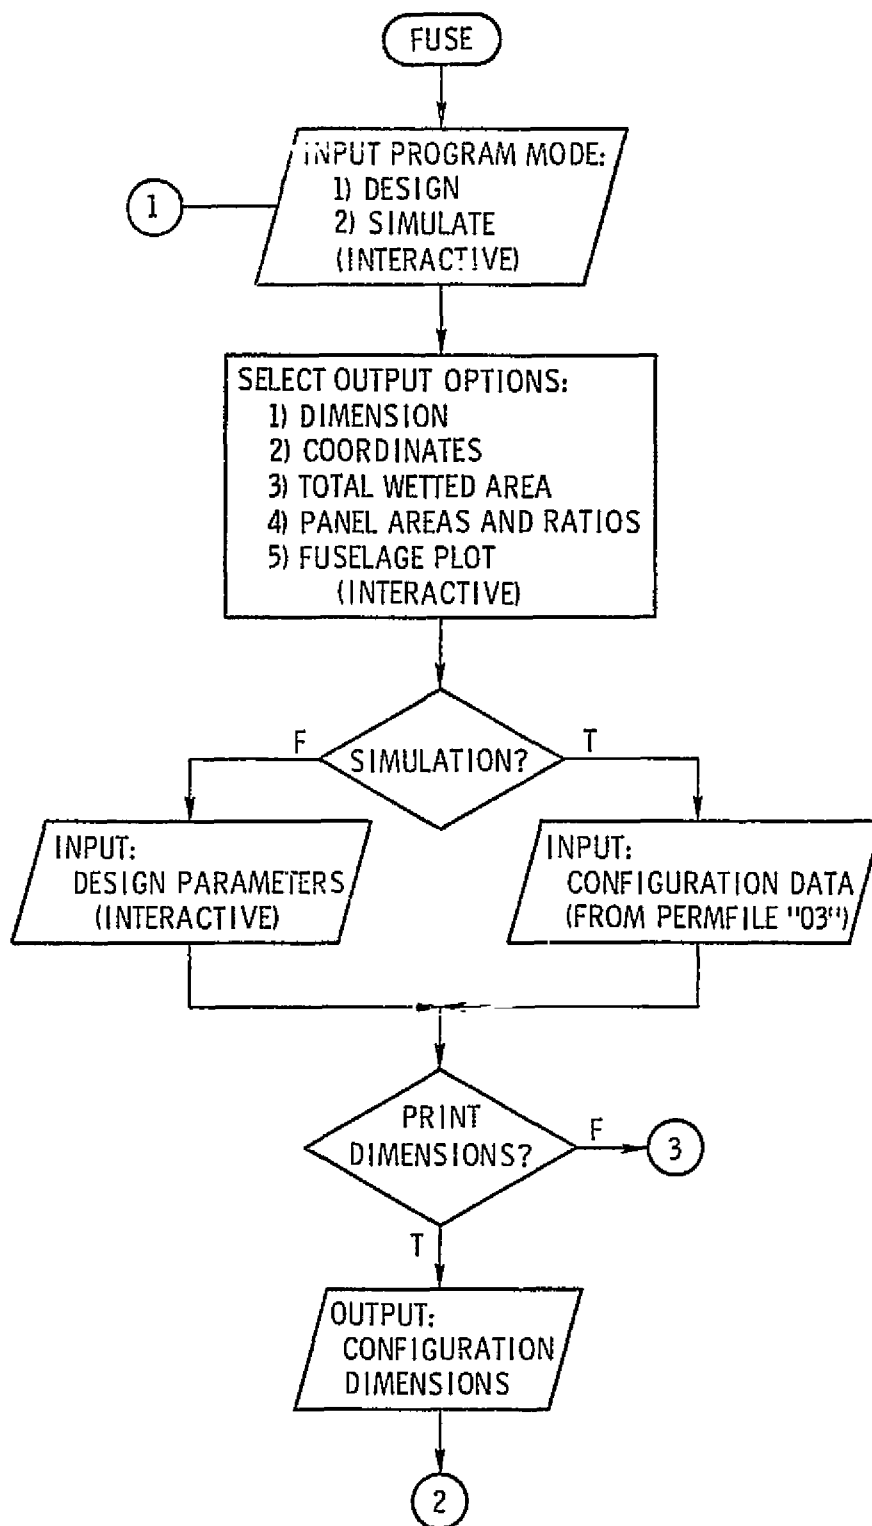 FUSE
INPUT PROGRAM MODE:
1) DESIGN
2) SIMULATE
(INTERACTIVE)
1
SELECT OUTPUT OPTIONS:
1) DIMENSION
2) COORDINATES
3) TOTAL WETTED AREA
4) PANEL AREAS AND RATIOS
5) FUSELAGE PLOT
(INTERACTIVE)
F
SIMULATION?
T
INPUT:
DESIGN PARAMETERS
(INTERACTIVE)
INPUT:
CONFIGURATION DATA
(FROM PERMFILE "03")
PRINT
DIMENSIONS?
F
3
T
OUTPUT:
CONFIGURATION
DIMENSIONS
2